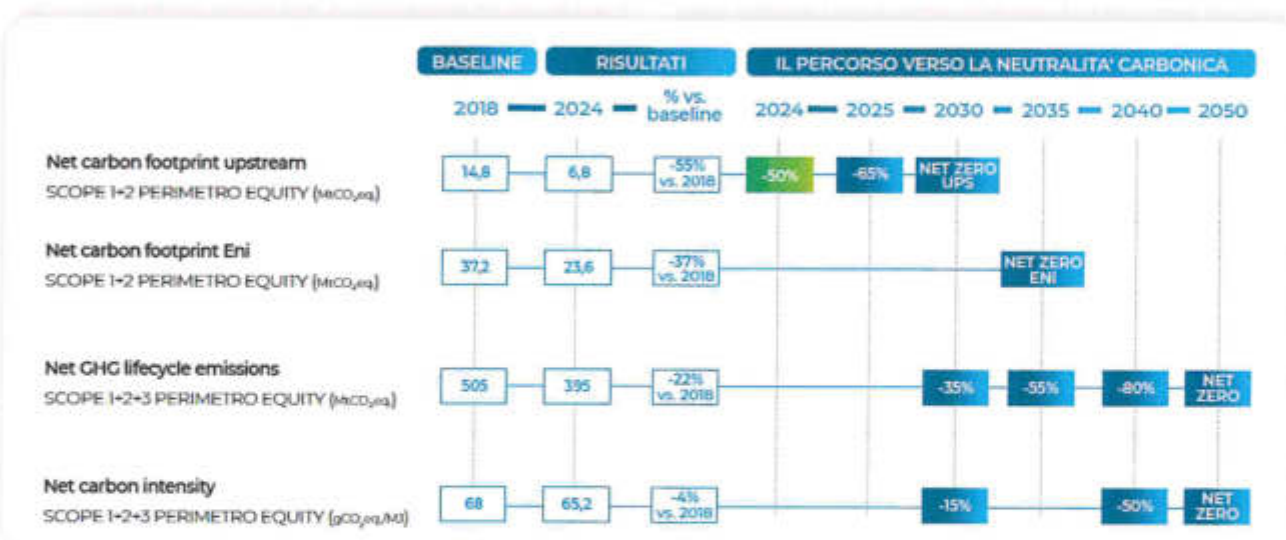 BASELINE RISULTATI IL PERCORSO VERSO LA NEUTRALITA' CARBONICA
2018 2024 % vs. baseline 2024 2025 2030 2035 2040 2050
Net carbon footprint upstream
SCOPE 1+2 PERIMETRO EQUITY (MtCO₂eq.)
14,8 6,8 -55% vs. 2018 -50% -65% NET ZERO UPS
Net carbon footprint Eni
SCOPE 1+2 PERIMETRO EQUITY (MtCO₂eq.)
37,2 23,6 -37% vs. 2018 NET ZERO ENI
Net GHG lifecycle emissions
SCOPE 1+2+3 PERIMETRO EQUITY (MtCO₂eq.)
505 395 -22% vs. 2018 -35% -55% -80% NET ZERO
Net carbon intensity
SCOPE 1+2+3 PERIMETRO EQUITY (gCO₂eq./MJ)
68 65,2 -4% vs. 2018 -15% -50% NET ZERO